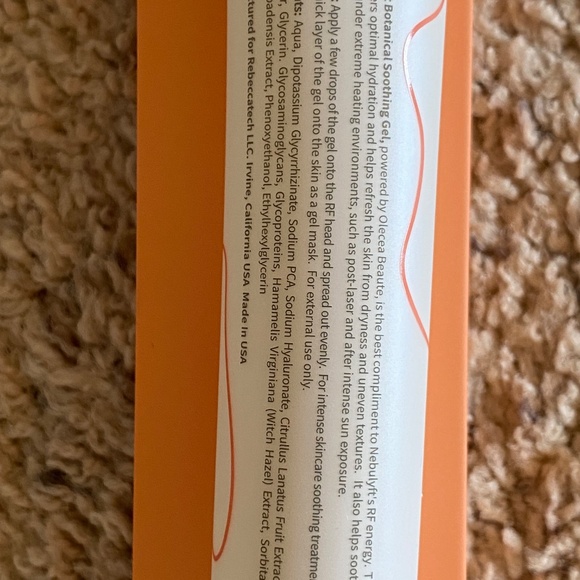 : Botanical Soothing Gel, powered by Olecea Beaute, is the best compliment to Nebulyft's RF energy. T
ers optimal hydration and helps refresh the skin from dryness and uneven textures. It also helps soot
nder extreme heating environments, such as post-laser and after intense sun exposure.
: Apply a few drops of the gel onto the RF head and spread out evenly. For intense skincare soothing treatme
ick layer of the gel onto the skin as a gel mask. For external use only.
ts: Aqua, Dipotassium Glycyrrhizinate, Sodium PCA, Sodium Hyaluronate, Citrullus Lanatus Fruit Extrac
r, Glycerin. Glycosaminoglycans, Glycoproteins, Hamamelis Virginiana (Witch Hazel) Extract, Sorbita
padensis Extract, Phenoxyethanol, Ethylhexylglycerin
tured for Rebeccatech LLC. Irvine, California USA Made In USA